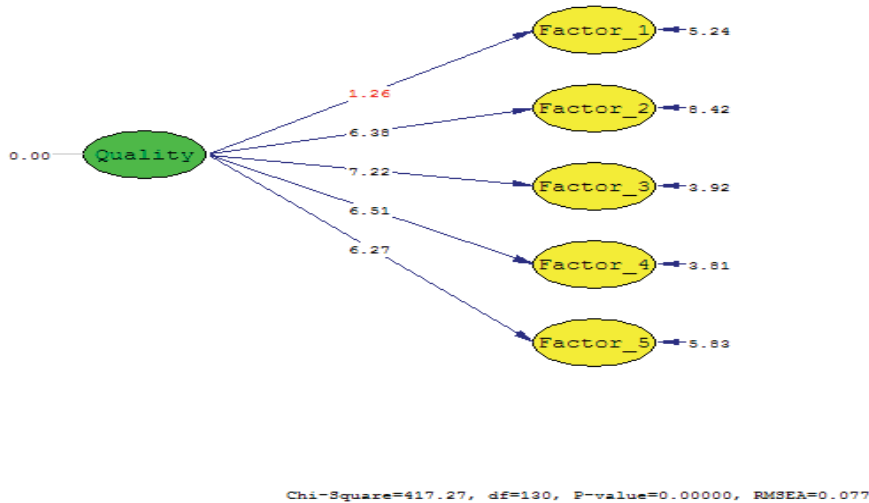 Factor_1
5.24
1.26
Factor_2
8.42
6.38
0.00
Quality
7.22
Factor_3
3.92
6.51
6.27
Factor_4
3.81
Factor_5
5.83
Chi-Square=417.27, df=130, P-value=0.00000, RMSEA=0.077